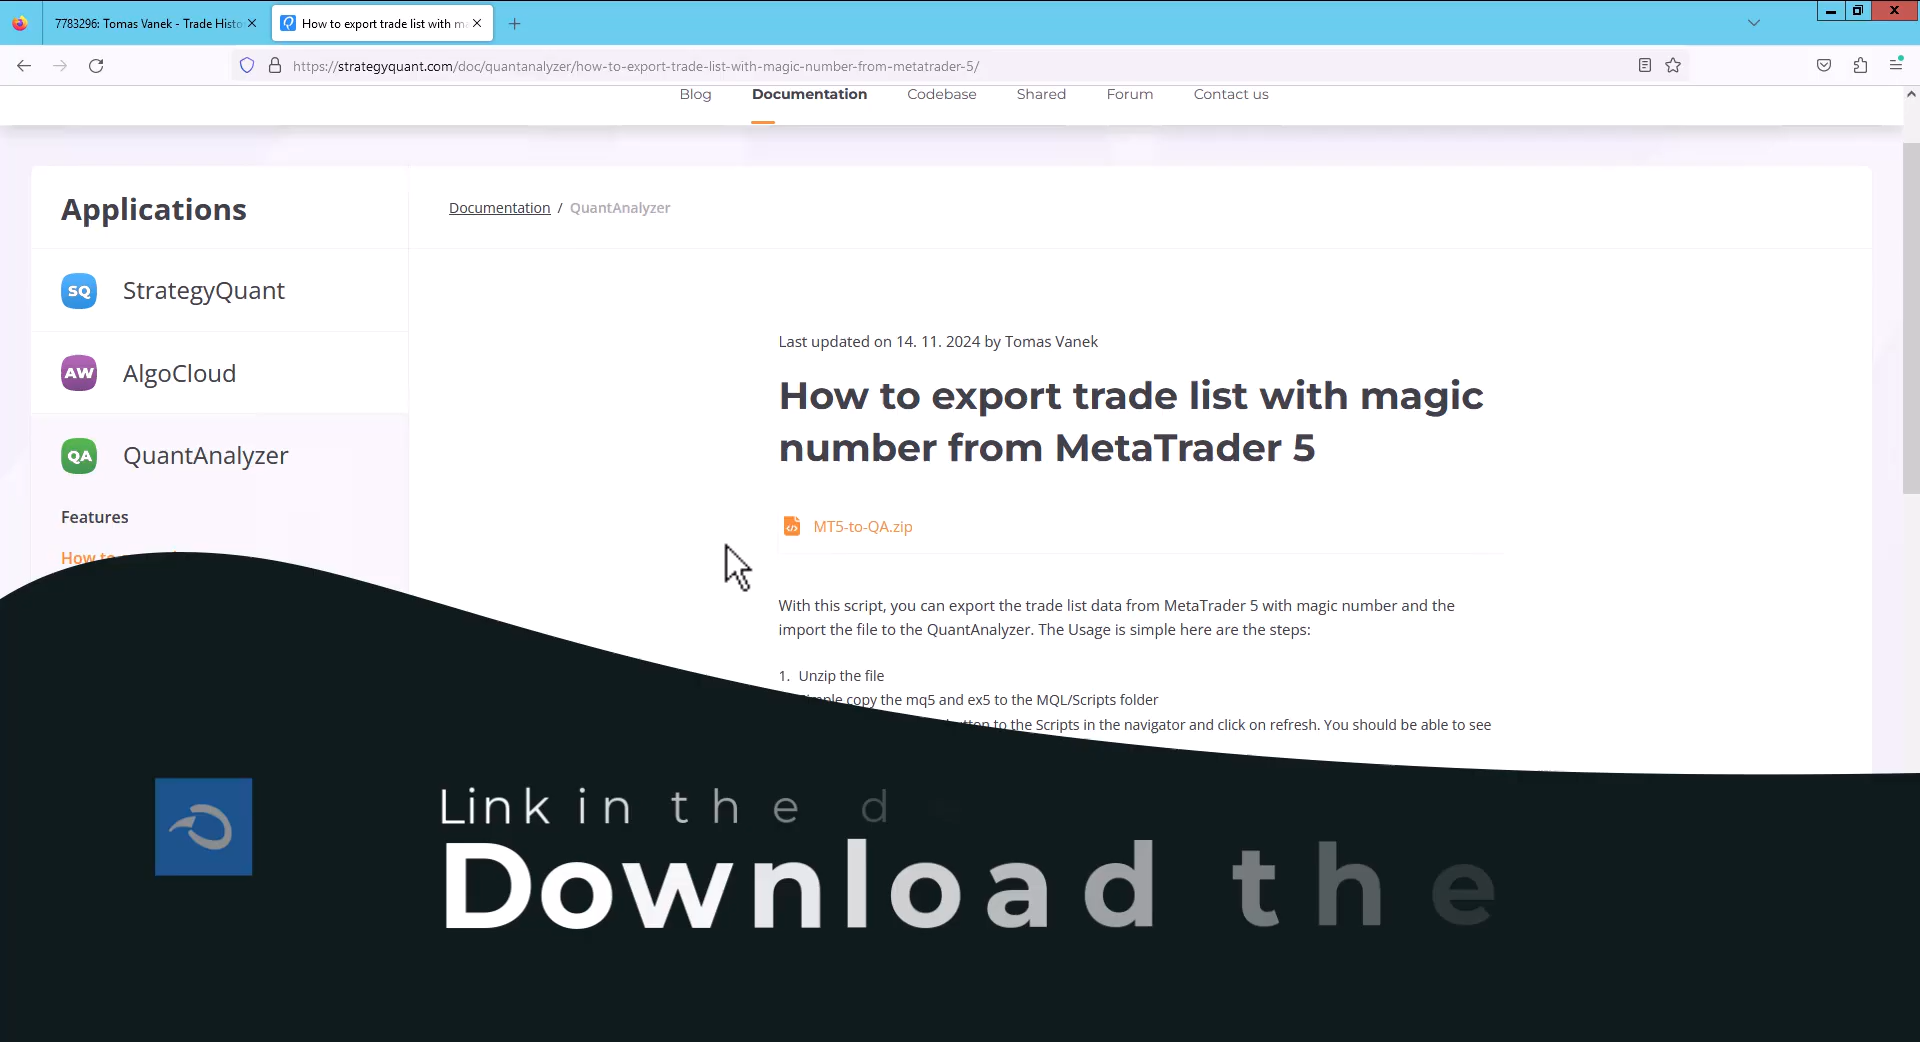 7783296: Tomas Vanek - Trade Histo
How to export trade list with m
https://strategyquant.com/doc/quantanalyzer/how-to-export-trade-list-with-magic-number-from-metatrader-5/
Blog Documentation Codebase Shared Forum Contact us
Applications
Documentation / QuantAnalyzer
SQ StrategyQuant
AW AlgoCloud
QA QuantAnalyzer
Features
How to
Last updated on 14. 11. 2024 by Tomas Vanek
How to export trade list with magic
number from MetaTrader 5
MT5-to-QA.zip
With this script, you can export the trade list data from MetaTrader 5 with magic number and the
import the file to the QuantAnalyzer. The Usage is simple here are the steps:
1. Unzip the file
copy the mq5 and ex5 to the MQL/Scripts folder
to the Scripts in the navigator and click on refresh. You should be able to see
Link in the d
Download the